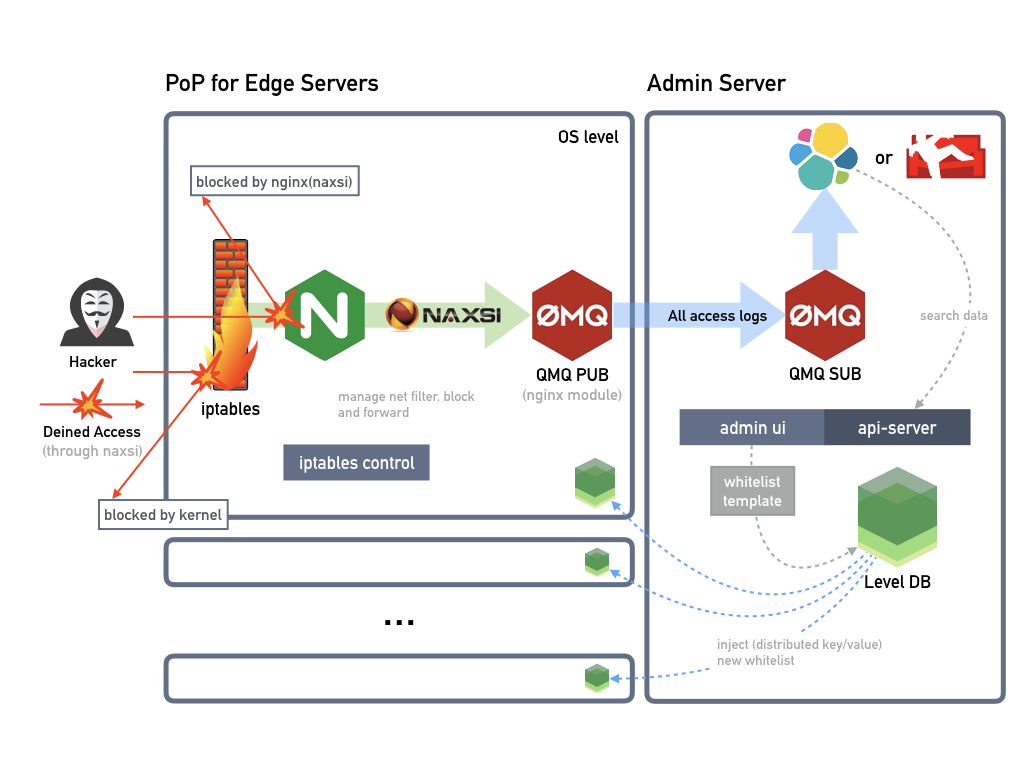 PoP for Edge Servers
Admin Server
OS level
or
blocked by nginx(naxsi)
N
NAXSI
ØMQ
All access logs
ØMQ
search data
Hacker
iptables
QMQ PUB
(nginx module)
QMQ SUB
manage net filter, block
and forward
Deined Access
(through naxsi)
admin ui
api-server
iptables control
whitelist
template
blocked by kernel
Level DB
...
inject (distributed key/value)
new whitelist